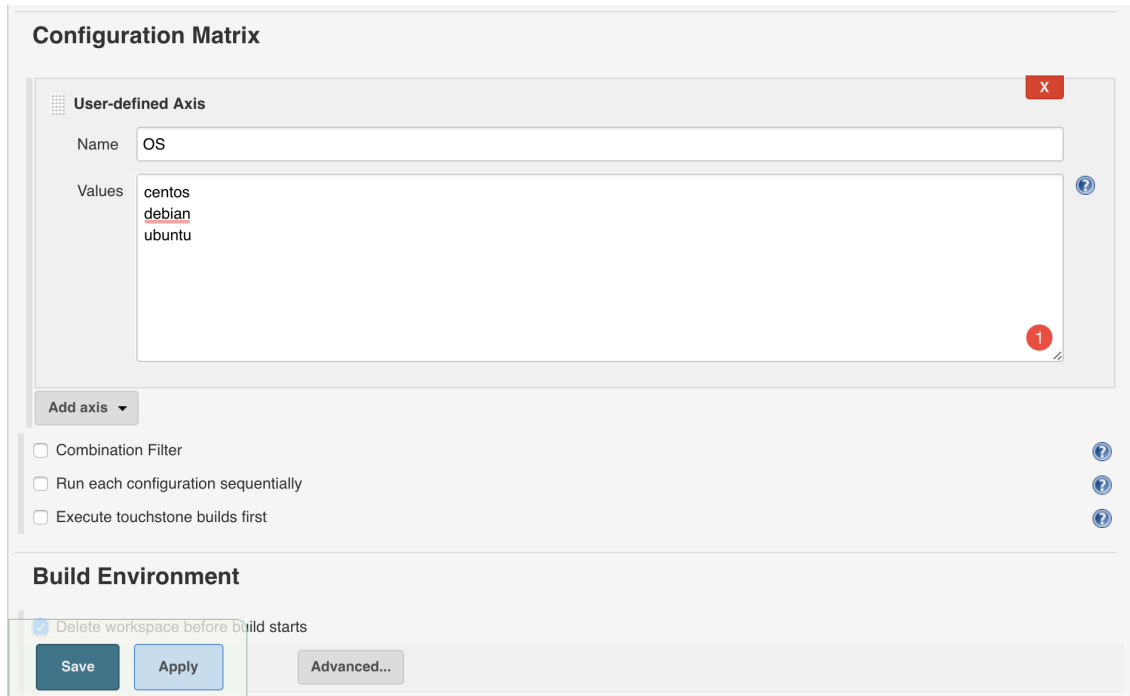 Configuration Matrix
X
User-defined Axis
Name OS
Values centos
debian
ubuntu
1
Add axis
Combination Filter
Run each configuration sequentially
Execute touchstone builds first
Build Environment
Delete workspace before build starts
Save Apply Advanced...